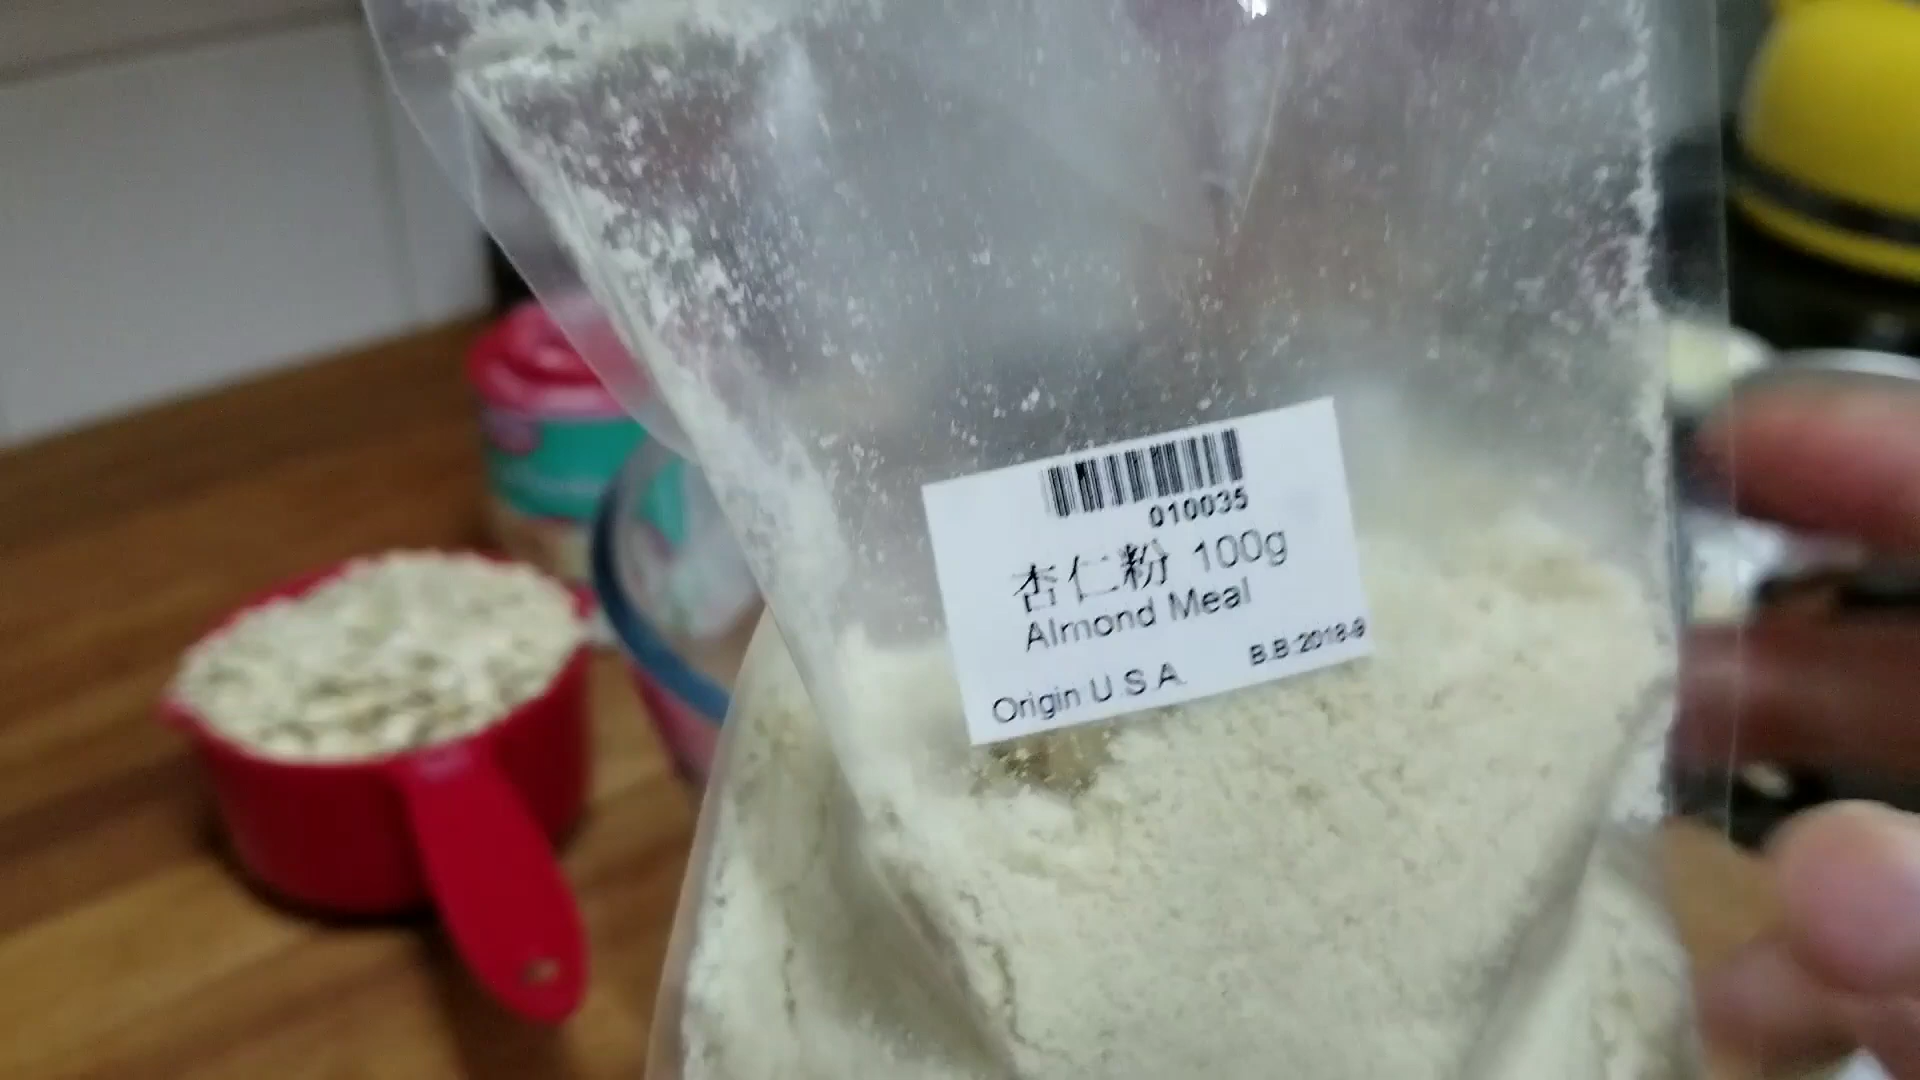 010035
杏仁粉 100g
Almond Meal
Origin U.S.A.
B.B.2018-9